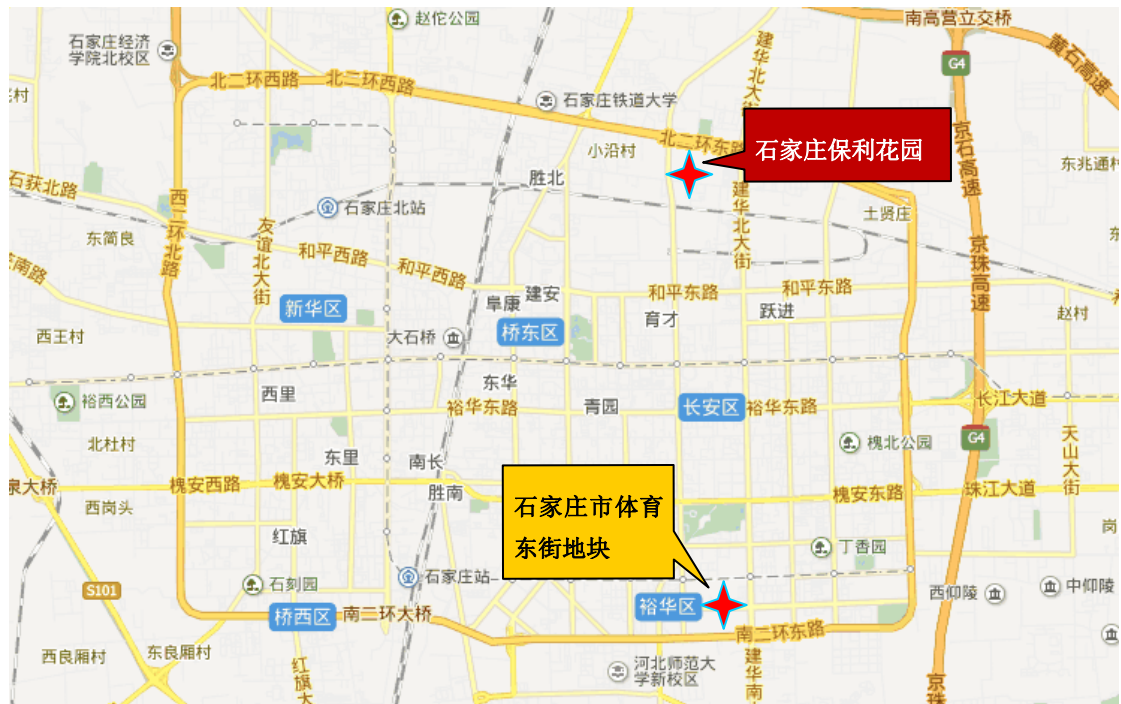 赵佗公园
南高营立交桥
石家庄经济
学院北校区
建华北大街
黄石高速
G4
北二环西路
北二环西路
石家庄铁道大学
北二环东路
石家庄保利花园
京石高速
小沿村
东兆通村
胜北
石获北路
西二环北路
石家庄北站
建华北大街
土贤庄
东简良
友谊北大街
和平西路
和平西路
京珠高速
南路
新华区
阜康
建安
和平东路
和平东路
育才
跃进
赵村
西王村
大石桥
桥东区
东华
西里
裕西公园
裕华东路
青园
长安区
裕华东路
长江大道
北杜村
槐北公园
G4
天山大街
东里
南长
槐安西路
槐安大桥
胜南
石家庄市体育
东街地块
槐安东路
珠江大道
泉大桥
西岗头
红旗
丁香园
S101
石刻园
石家庄站
西仰陵
中仰陵
桥西区
南二环大桥
裕华区
南二环东路
西良厢村
东良厢村
红旗大
河北师范大
学新校区
建华南
京珠